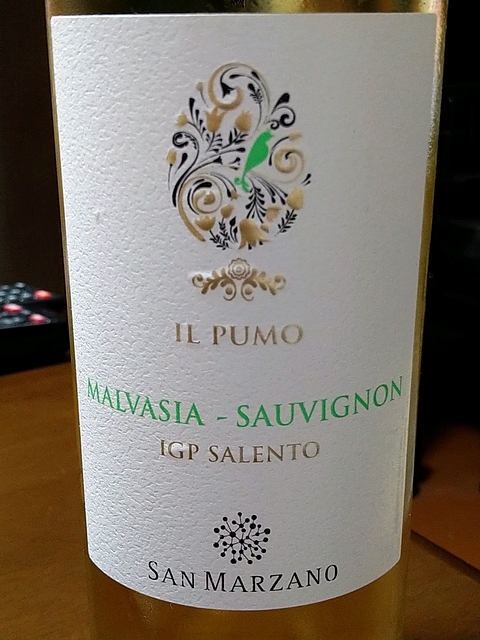 IL PUMO
MALVASIA - SAUVIGNON
IGP SALENTO
SAN MARZANO